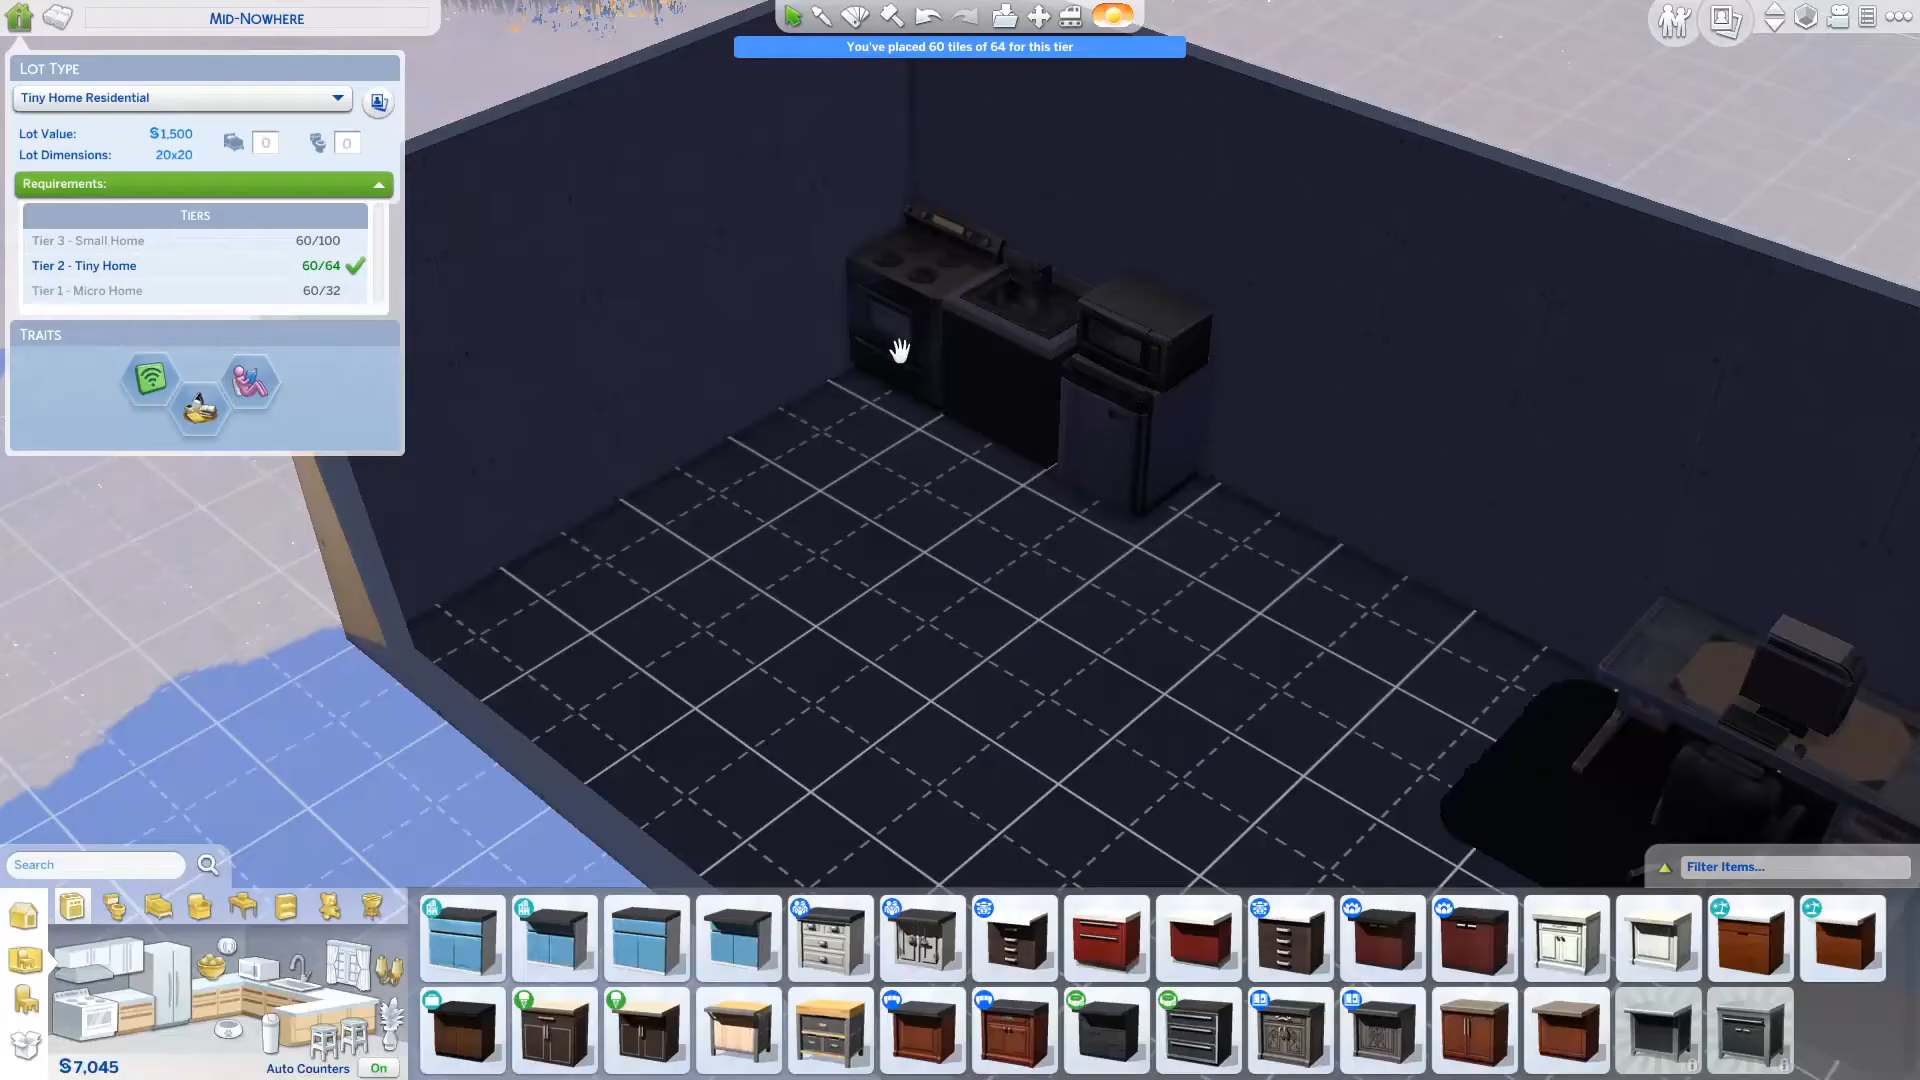 Mid-Nowhere
You've placed 60 tiles of 64 for this tier
Lot Type
Tiny Home Residential
Lot Value: §1,500
0
0
Lot Dimensions: 20x20
Requirements:
Tiers
Tier 3 - Small Home 60/100
Tier 2 - Tiny Home 60/64
Tier 1 - Micro Home 60/32
Traits
Search
Filter Items...
§7,045
Auto Counters On